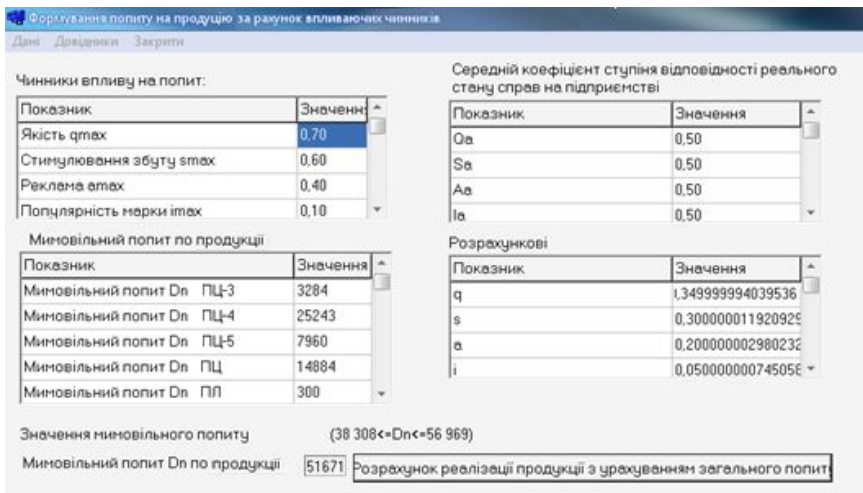 Формування попиту на продукцію за рахунок впливаючих чинників
Дані Довідники Закрити
Чинники впливу на попит:
Показник Значенн
Якість qmax 0,70
Стимулювання збуту smax 0,60
Реклама amax 0,40
Популярність марки imax 0,10
Середній коефіцієнт ступіня відповідності реального
стану справ на підприємстві
Показник Значення
Qa 0,50
Sa 0,50
Aa 0,50
Ia 0,50
Мимовільний попит по продукції
Показник Значення
Мимовільний попит Dn ПЦ-3 3284
Мимовільний попит Dn ПЦ-4 25243
Мимовільний попит Dn ПЦ-5 7960
Мимовільний попит Dn ПЦ 14884
Мимовільний попит Dn ПЛ 300
Розрахункові
Показник Значення
q ,349999994039536
s 0,300000011920929
a 0,200000002980232
i 0,050000000745058
Значення мимовільного попиту (38 308<=Dn<=56 969)
Мимовільний попит Dn по продукції 51671 Розрахунок реалізації продукції з урахуванням загального попит